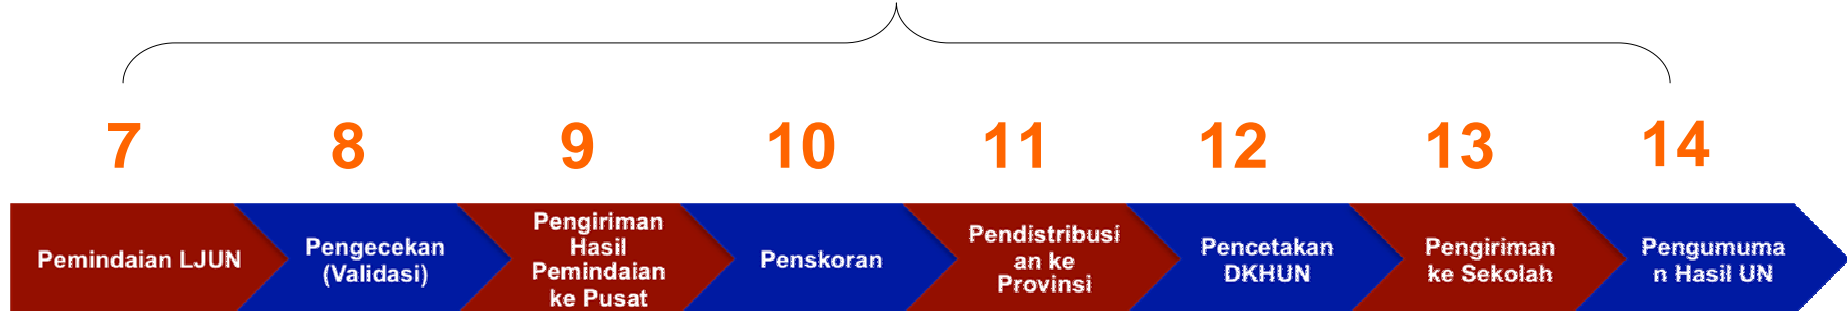 7 8 9 10 11 12 13 14
Pemindaian LJUN
Pengecekan
(Validasi)
Pengiriman
Hasil
Pemindaian
ke Pusat
Penskoran
Pendistribusi
an ke
Provinsi
Pencetakan
DKHUN
Pengiriman
ke Sekolah
Pengumuma
n Hasil UN